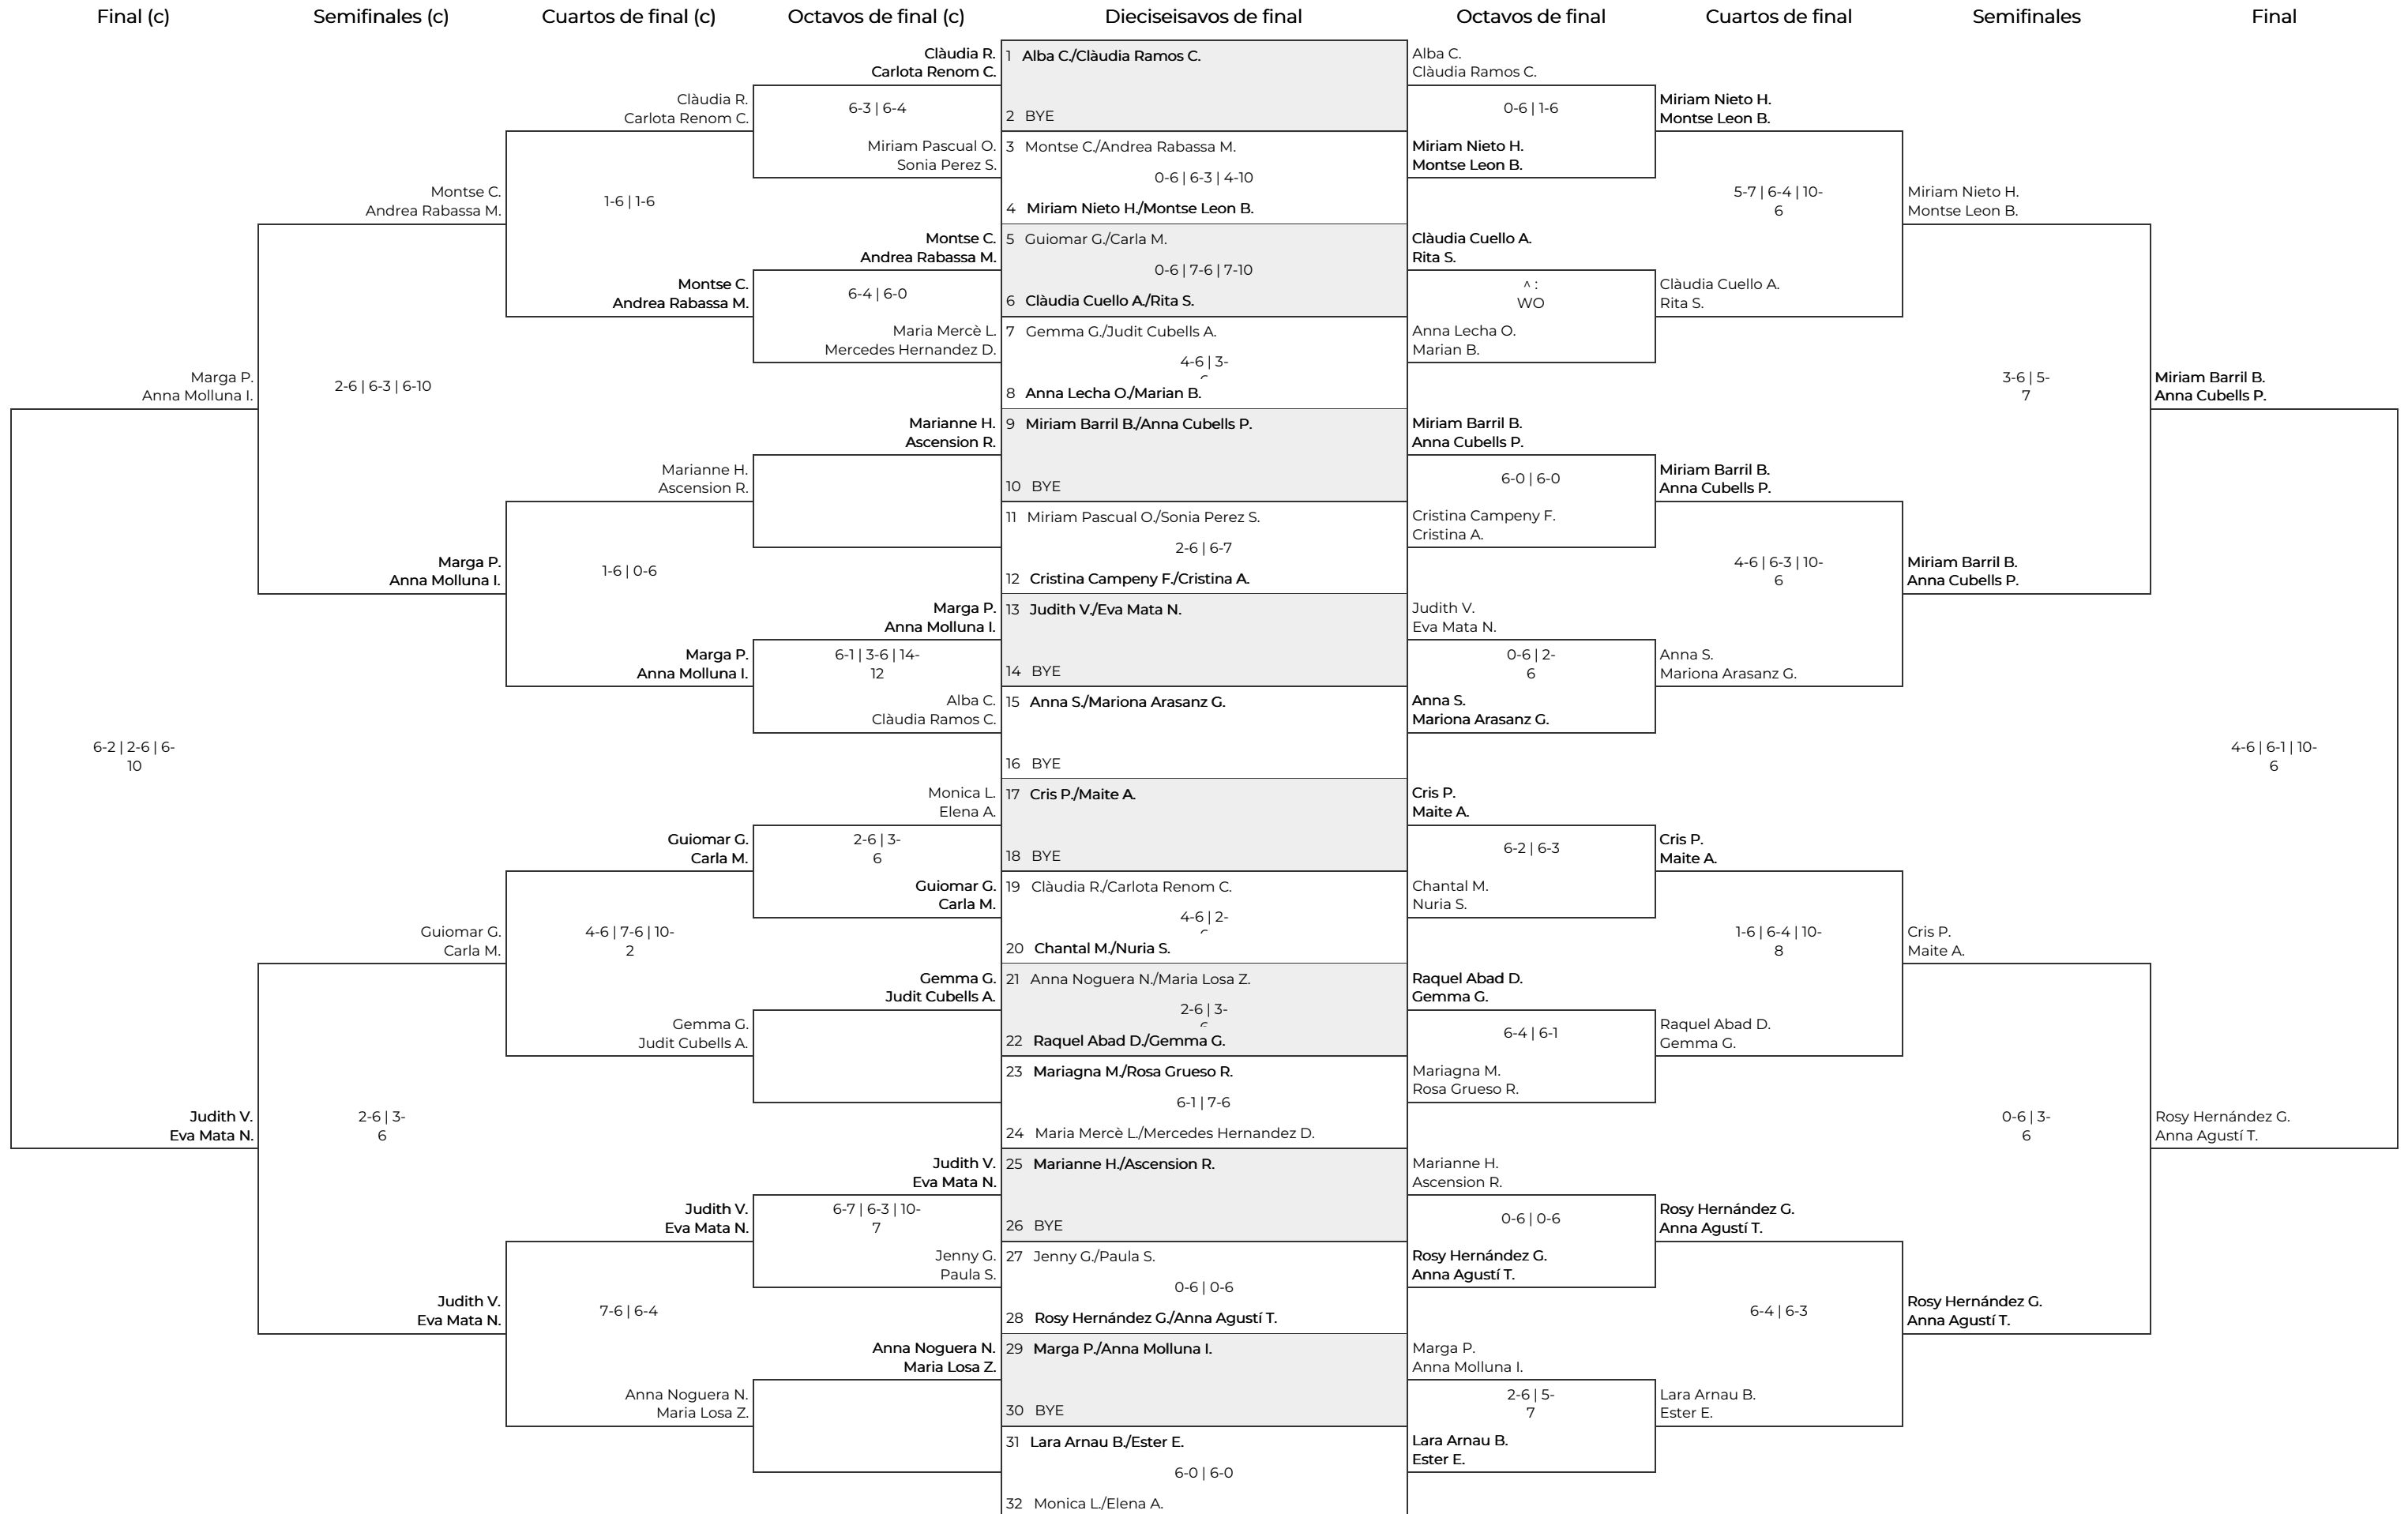 Final (c)
Semifinales (c)
Cuartos de final (c)
Octavos de final (c)
Dieciseisavos de final
Octavos de final
Cuartos de final
Semifinales
Final
Marga P.
Anna Molluna I.
6-2 | 2-6 | 6-
10
Judith V.
Eva Mata N.
Montse C.
Andrea Rabassa M.
2-6 | 6-3 | 6-10
Marga P.
Anna Molluna I.
Guiomar G.
Carla M.
2-6 | 3-
6
Judith V.
Eva Mata N.
Clàudia R.
Carlota Renom C.
1-6 | 1-6
Montse C.
Andrea Rabassa M.
Marianne H.
Ascension R.
1-6 | 0-6
Marga P.
Anna Molluna I.
Guiomar G.
Carla M.
4-6 | 7-6 | 10-
2
Gemma G.
Judit Cubells A.
Judith V.
Eva Mata N.
7-6 | 6-4
Anna Noguera N.
Maria Losa Z.
Clàudia R.
Carlota Renom C.
6-3 | 6-4
Miriam Pascual O.
Sonia Perez S.
Montse C.
Andrea Rabassa M.
6-4 | 6-0
Maria Mercè L.
Mercedes Hernandez D.
Marianne H.
Ascension R.
Marga P.
Anna Molluna I.
6-1 | 3-6 | 14-
12
Alba C.
Clàudia Ramos C.
Monica L.
Elena A.
2-6 | 3-
6
Guiomar G.
Carla M.
Gemma G.
Judit Cubells A.
Judith V.
Eva Mata N.
6-7 | 6-3 | 10-
7
Jenny G.
Paula S.
Anna Noguera N.
Maria Losa Z.
1 Alba C./Clàudia Ramos C.
2 BYE
3 Montse C./Andrea Rabassa M.
0-6 | 6-3 | 4-10
4 Miriam Nieto H./Montse Leon B.
5 Guiomar G./Carla M.
0-6 | 7-6 | 7-10
6 Clàudia Cuello A./Rita S.
7 Gemma G./Judit Cubells A.
4-6 | 3-
8 Anna Lecha O./Marian B.
9 Miriam Barril B./Anna Cubells P.
10 BYE
11 Miriam Pascual O./Sonia Perez S.
2-6 | 6-7
12 Cristina Campeny F./Cristina A.
13 Judith V./Eva Mata N.
14 BYE
15 Anna S./Mariona Arasanz G.
16 BYE
17 Cris P./Maite A.
18 BYE
19 Clàudia R./Carlota Renom C.
4-6 | 2-
20 Chantal M./Nuria S.
21 Anna Noguera N./Maria Losa Z.
2-6 | 3-
22 Raquel Abad D./Gemma G.
23 Mariagna M./Rosa Grueso R.
6-1 | 7-6
24 Maria Mercè L./Mercedes Hernandez D.
25 Marianne H./Ascension R.
26 BYE
27 Jenny G./Paula S.
0-6 | 0-6
28 Rosy Hernández G./Anna Agustí T.
29 Marga P./Anna Molluna I.
30 BYE
31 Lara Arnau B./Ester E.
6-0 | 6-0
32 Monica L./Elena A.
Alba C.
Clàudia Ramos C.
0-6 | 1-6
Miriam Nieto H.
Montse Leon B.
Clàudia Cuello A.
Rita S.
^ :
WO
Anna Lecha O.
Marian B.
Miriam Barril B.
Anna Cubells P.
6-0 | 6-0
Cristina Campeny F.
Cristina A.
Judith V.
Eva Mata N.
0-6 | 2-
6
Anna S.
Mariona Arasanz G.
Cris P.
Maite A.
6-2 | 6-3
Chantal M.
Nuria S.
Raquel Abad D.
Gemma G.
6-4 | 6-1
Mariagna M.
Rosa Grueso R.
Marianne H.
Ascension R.
0-6 | 0-6
Rosy Hernández G.
Anna Agustí T.
Marga P.
Anna Molluna I.
2-6 | 5-
7
Lara Arnau B.
Ester E.
Miriam Nieto H.
Montse Leon B.
5-7 | 6-4 | 10-
6
Clàudia Cuello A.
Rita S.
Miriam Barril B.
Anna Cubells P.
4-6 | 6-3 | 10-
6
Anna S.
Mariona Arasanz G.
Cris P.
Maite A.
1-6 | 6-4 | 10-
8
Raquel Abad D.
Gemma G.
Rosy Hernández G.
Anna Agustí T.
6-4 | 6-3
Lara Arnau B.
Ester E.
Miriam Nieto H.
Montse Leon B.
3-6 | 5-
7
Miriam Barril B.
Anna Cubells P.
Cris P.
Maite A.
0-6 | 3-
6
Rosy Hernández G.
Anna Agustí T.
Miriam Barril B.
Anna Cubells P.
4-6 | 6-1 | 10-
6
Rosy Hernández G.
Anna Agustí T.